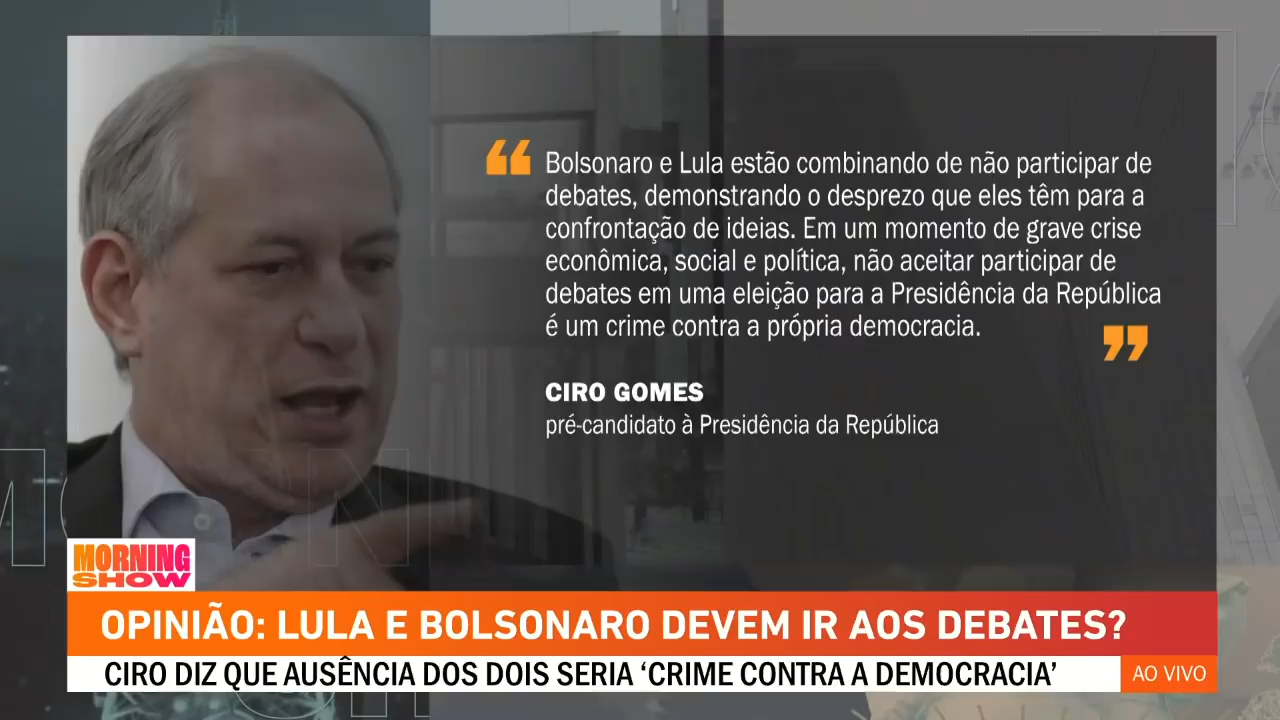 “ Bolsonaro e Lula estão combinando de não participar de
debates, demonstrando o desprezo que eles têm para a
confrontação de ideias. Em um momento de grave crise
econômica, social e política, não aceitar participar de
debates em uma eleição para a Presidência da República
é um crime contra a própria democracia. ”
CIRO GOMES
pré-candidato à Presidência da República
MORNING
SHOW
OPINIÃO: LULA E BOLSONARO DEVEM IR AOS DEBATES?
CIRO DIZ QUE AUSÊNCIA DOS DOIS SERIA ‘CRIME CONTRA A DEMOCRACIA’
AO VIVO